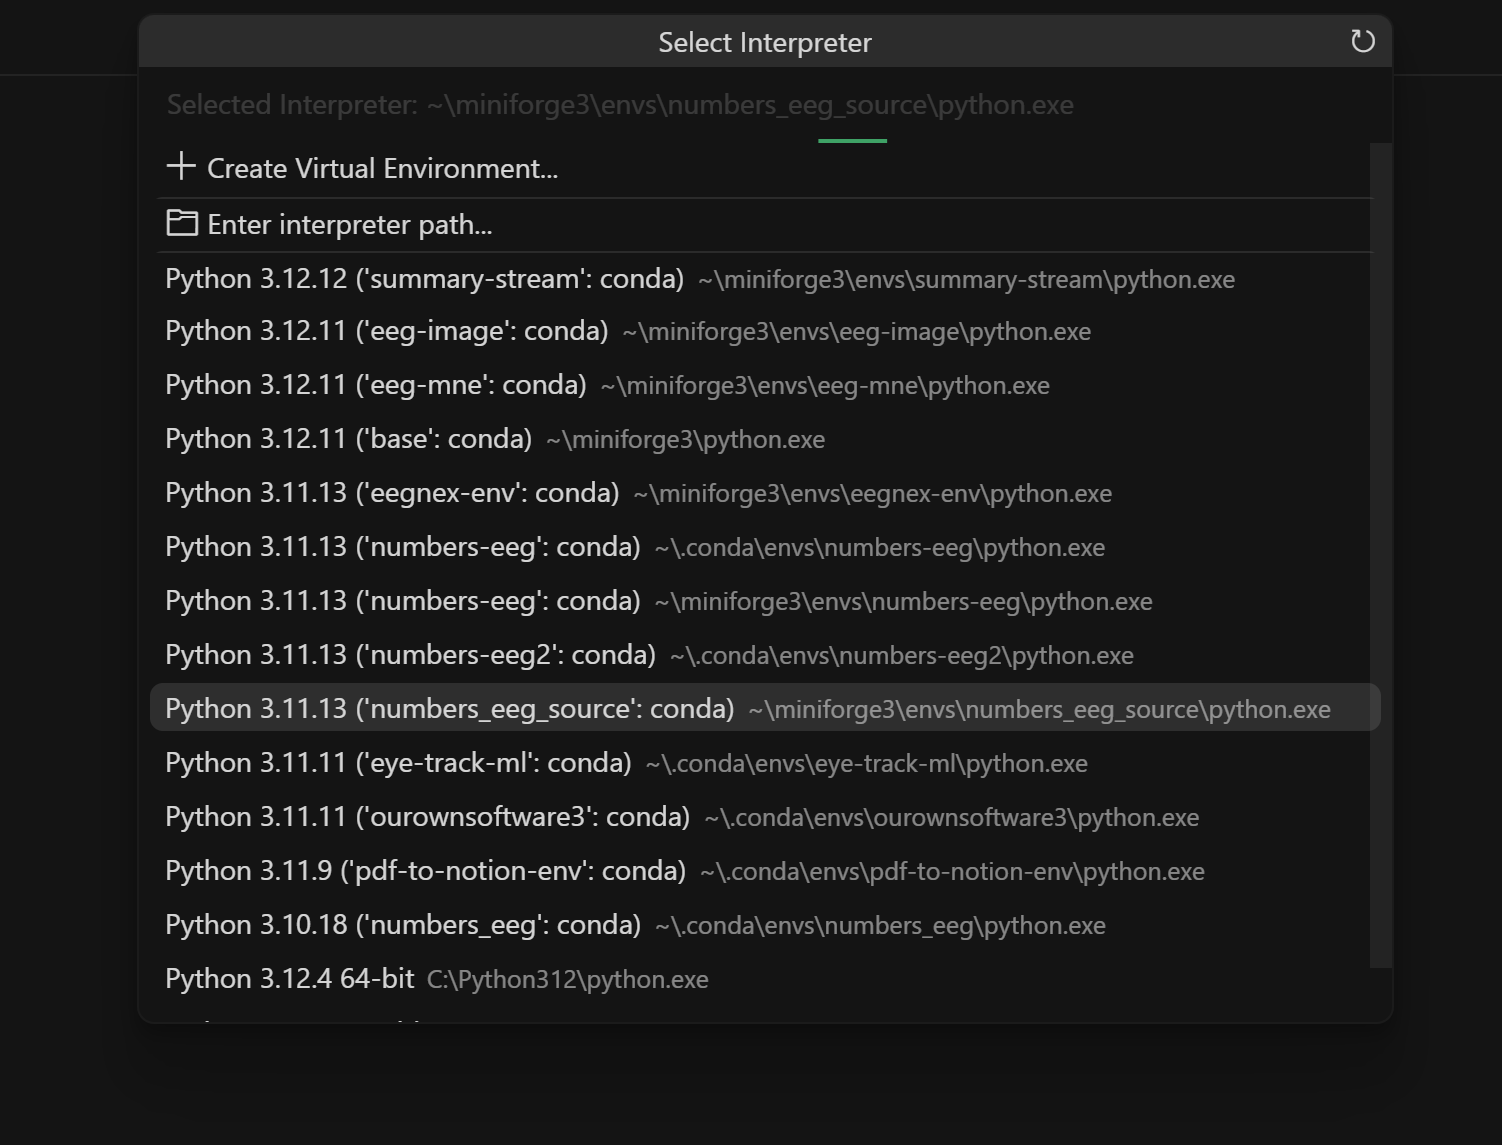 Select Interpreter
Selected Interpreter: ~\miniforge3\envs\numbers_eeg_source\python.exe
Create Virtual Environment...
Enter interpreter path...
Python 3.12.12 ('summary-stream': conda) ~\miniforge3\envs\summary-stream\python.exe
Python 3.12.11 ('eeg-image': conda) ~\miniforge3\envs\eeg-image\python.exe
Python 3.12.11 ('eeg-mne': conda) ~\miniforge3\envs\eeg-mne\python.exe
Python 3.12.11 ('base': conda) ~\miniforge3\python.exe
Python 3.11.13 ('eegnex-env': conda) ~\miniforge3\envs\eegnex-env\python.exe
Python 3.11.13 ('numbers-eeg': conda) ~\.conda\envs\numbers-eeg\python.exe
Python 3.11.13 ('numbers-eeg': conda) ~\miniforge3\envs\numbers-eeg\python.exe
Python 3.11.13 ('numbers-eeg2': conda) ~\.conda\envs\numbers-eeg2\python.exe
Python 3.11.13 ('numbers_eeg_source': conda) ~\miniforge3\envs\numbers_eeg_source\python.exe
Python 3.11.11 ('eye-track-ml': conda) ~\.conda\envs\eye-track-ml\python.exe
Python 3.11.11 ('ourownsoftware3': conda) ~\.conda\envs\ourownsoftware3\python.exe
Python 3.11.9 ('pdf-to-notion-env': conda) ~\.conda\envs\pdf-to-notion-env\python.exe
Python 3.10.18 ('numbers_eeg': conda) ~\.conda\envs\numbers_eeg\python.exe
Python 3.12.4 64-bit C:\Python312\python.exe